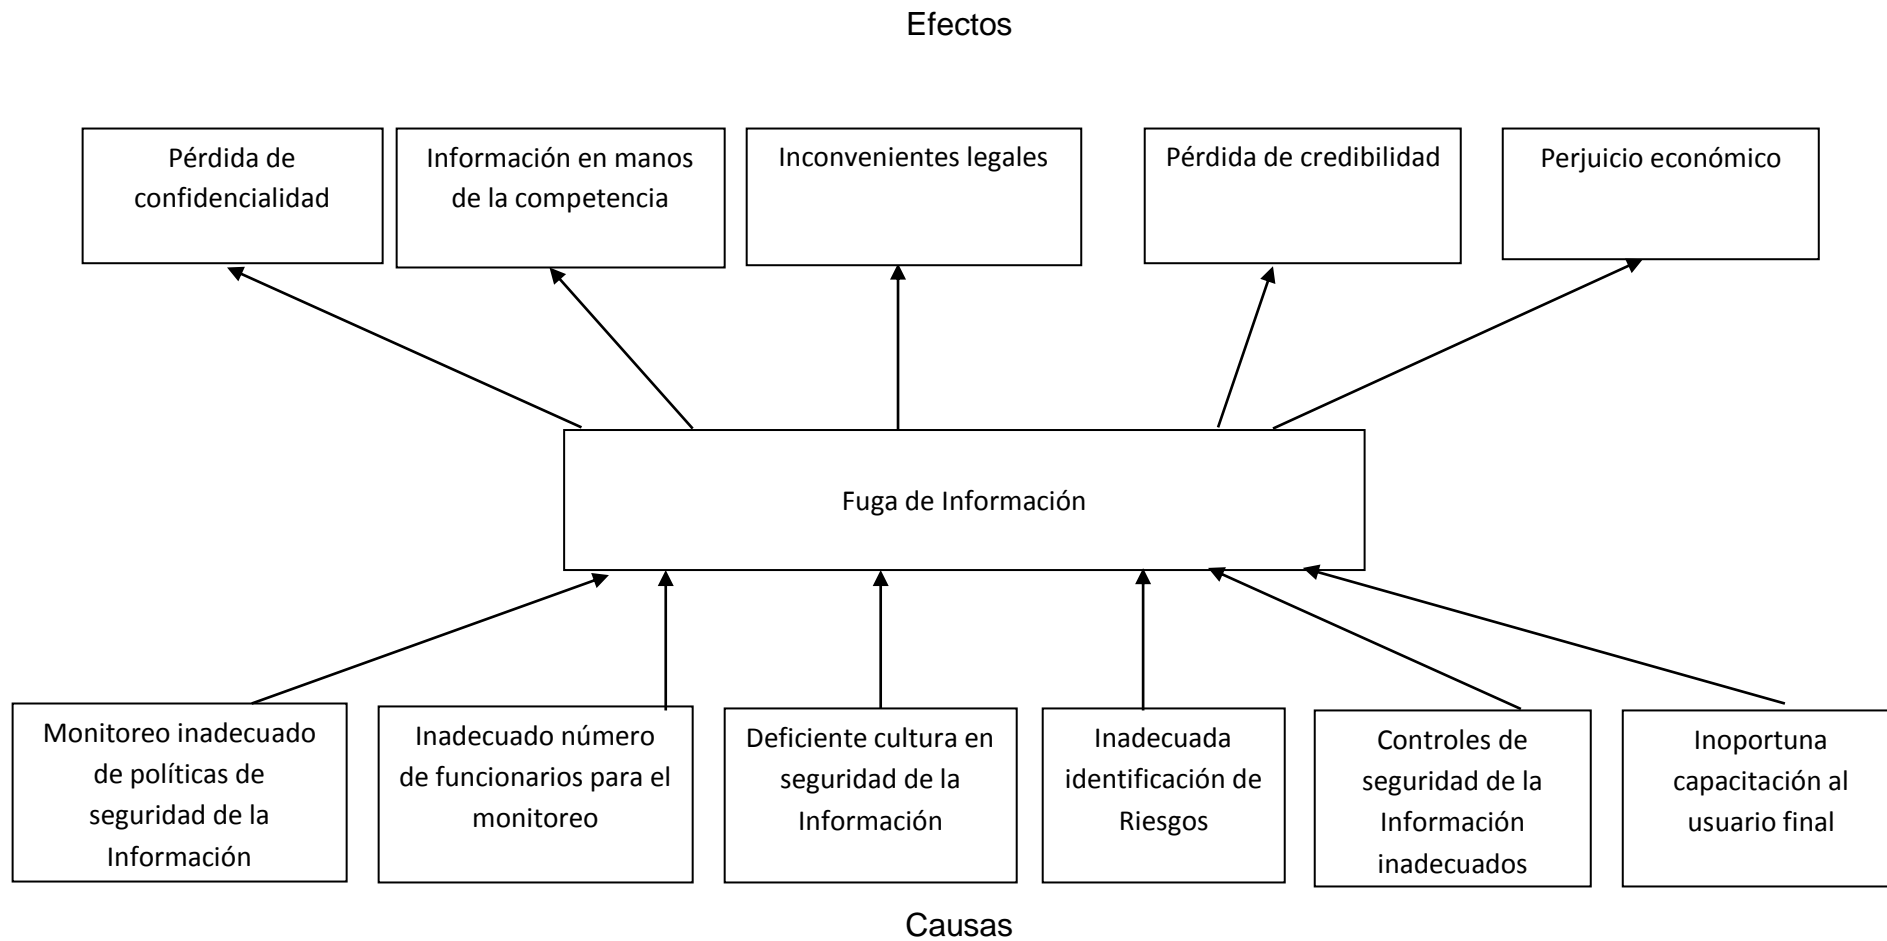 Efectos
Pérdida de
confidencialidad
Información en manos
de la competencia
Inconvenientes legales
Pérdida de credibilidad
Perjuicio económico
Fuga de Información
Monitoreo inadecuado
de políticas de
seguridad de la
Información
Inadecuado número
de funcionarios para el
monitoreo
Deficiente cultura en
seguridad de la
Información
Inadecuada
identificación de
Riesgos
Controles de
seguridad de la
Información
inadecuados
Inoportuna
capacitación al
usuario final
Causas